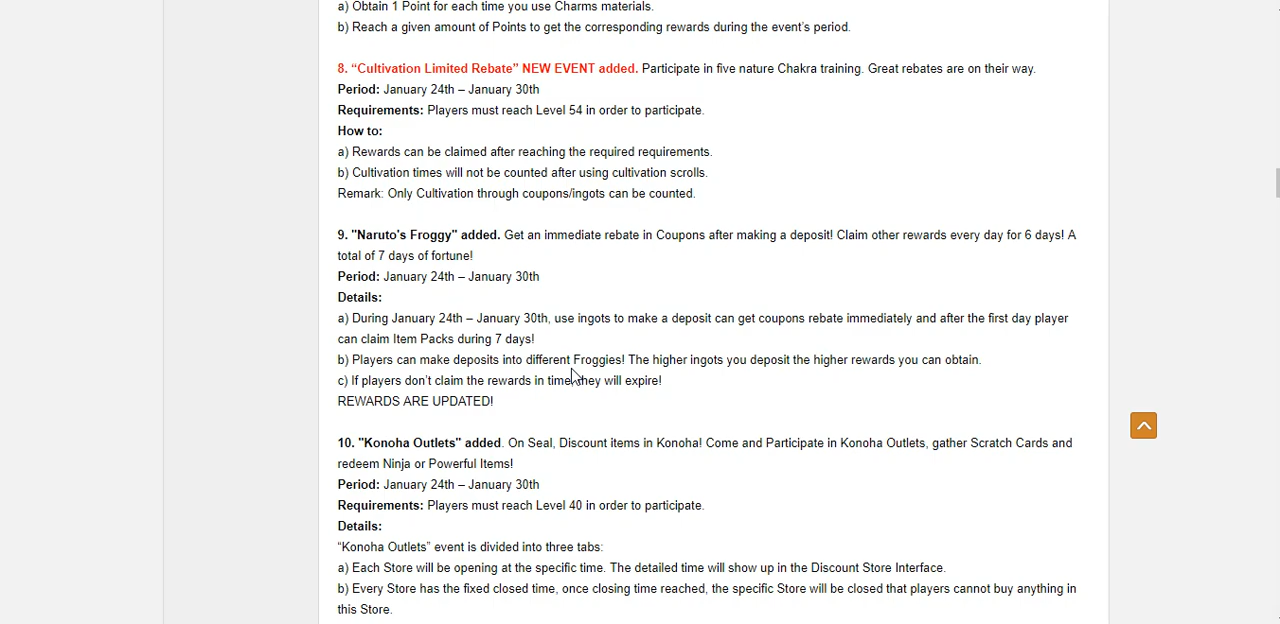 a) Obtain 1 Point for each time you use Charms materials.
b) Reach a given amount of Points to get the corresponding rewards during the event's period.
8. “Cultivation Limited Rebate” NEW EVENT added. Participate in five nature Chakra training. Great rebates are on their way.
Period: January 24th – January 30th
Requirements: Players must reach Level 54 in order to participate.
How to:
a) Rewards can be claimed after reaching the required requirements.
b) Cultivation times will not be counted after using cultivation scrolls.
Remark: Only Cultivation through coupons/ingots can be counted.
9. "Naruto's Froggy" added. Get an immediate rebate in Coupons after making a deposit! Claim other rewards every day for 6 days! A
total of 7 days of fortune!
Period: January 24th – January 30th
Details:
a) During January 24th – January 30th, use ingots to make a deposit can get coupons rebate immediately and after the first day player
can claim Item Packs during 7 days!
b) Players can make deposits into different Froggies! The higher ingots you deposit the higher rewards you can obtain.
c) If players don’t claim the rewards in time they will expire!
REWARDS ARE UPDATED!
10. "Konoha Outlets" added. On Seal, Discount items in Konoha! Come and Participate in Konoha Outlets, gather Scratch Cards and
redeem Ninja or Powerful Items!
Period: January 24th – January 30th
Requirements: Players must reach Level 40 in order to participate.
Details:
“Konoha Outlets” event is divided into three tabs:
a) Each Store will be opening at the specific time. The detailed time will show up in the Discount Store Interface.
b) Every Store has the fixed closed time, once closing time reached, the specific Store will be closed that players cannot buy anything in
this Store.